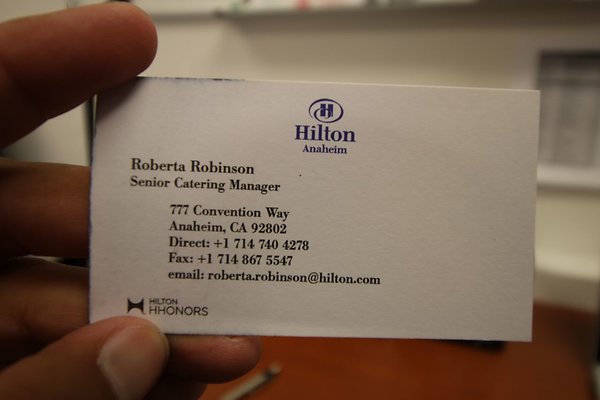 H
Hilton
Anaheim
Roberta Robinson
Senior Catering Manager
777 Convention Way
Anaheim, CA 92802
Direct: +1 714 740 4278
Fax: +1 714 867 5547
email: roberta.robinson@hilton.com
HILTON
HHONORS